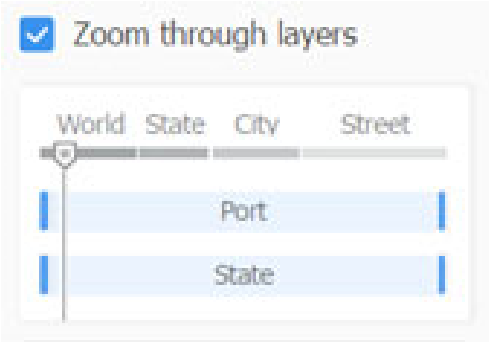 Zoom through layers
World State City Street
Port
State